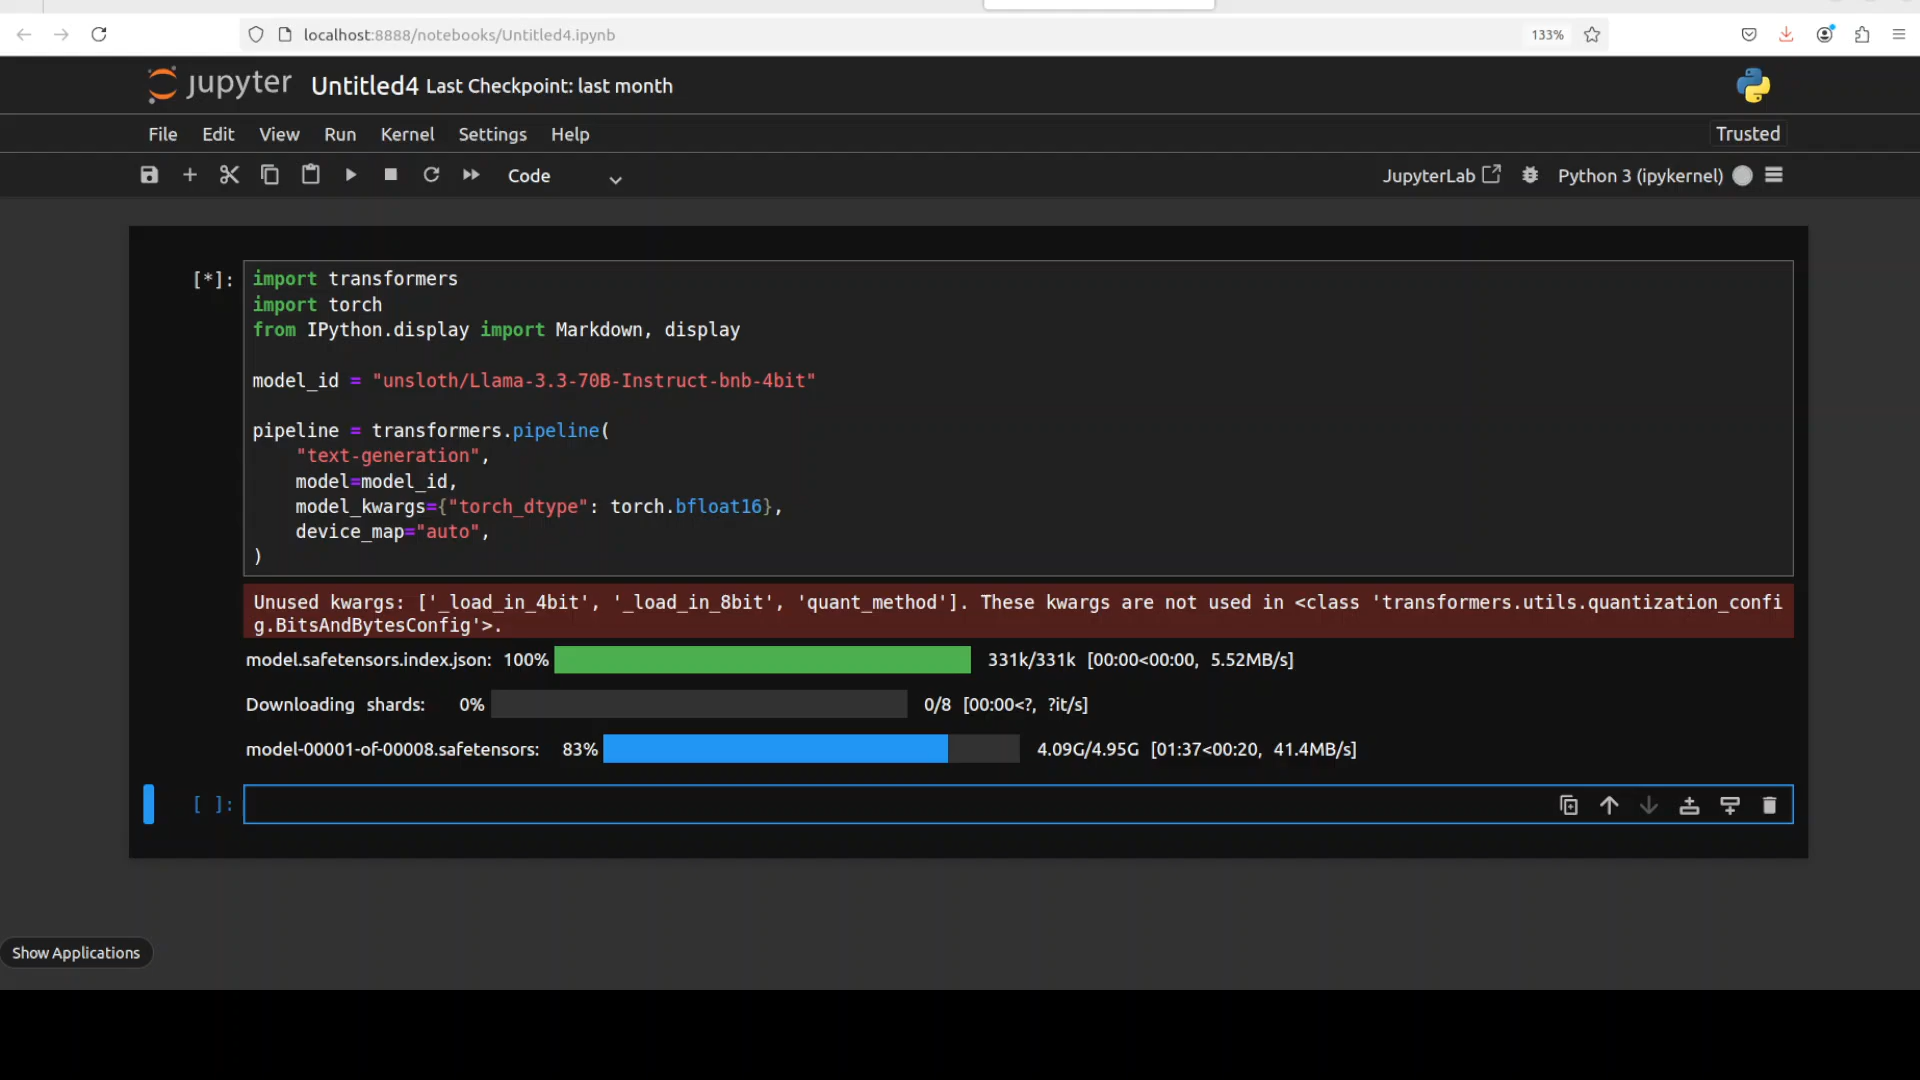 localhost:8888/notebooks/Untitled4.ipynb 133%
jupyter Untitled4 Last Checkpoint: last month
File Edit View Run Kernel Settings Help Trusted
Code JupyterLab Python 3 (ipykernel)
[*]: import transformers
import torch
from IPython.display import Markdown, display
model_id = "unsloth/Llama-3.3-70B-Instruct-bnb-4bit"
pipeline = transformers.pipeline(
"text-generation",
model=model_id,
model_kwargs={"torch_dtype": torch.bfloat16},
device_map="auto",
)
Unused kwargs: ['_load_in_4bit', '_load_in_8bit', 'quant_method']. These kwargs are not used in <class 'transformers.utils.quantization_confi
g.BitsAndBytesConfig'>.
model.safetensors.index.json: 100% 331k/331k [00:00<00:00, 5.52MB/s]
Downloading shards: 0% 0/8 [00:00<?, ?it/s]
model-00001-of-00008.safetensors: 83% 4.09G/4.95G [01:37<00:20, 41.4MB/s]
[ ]:
Show Applications